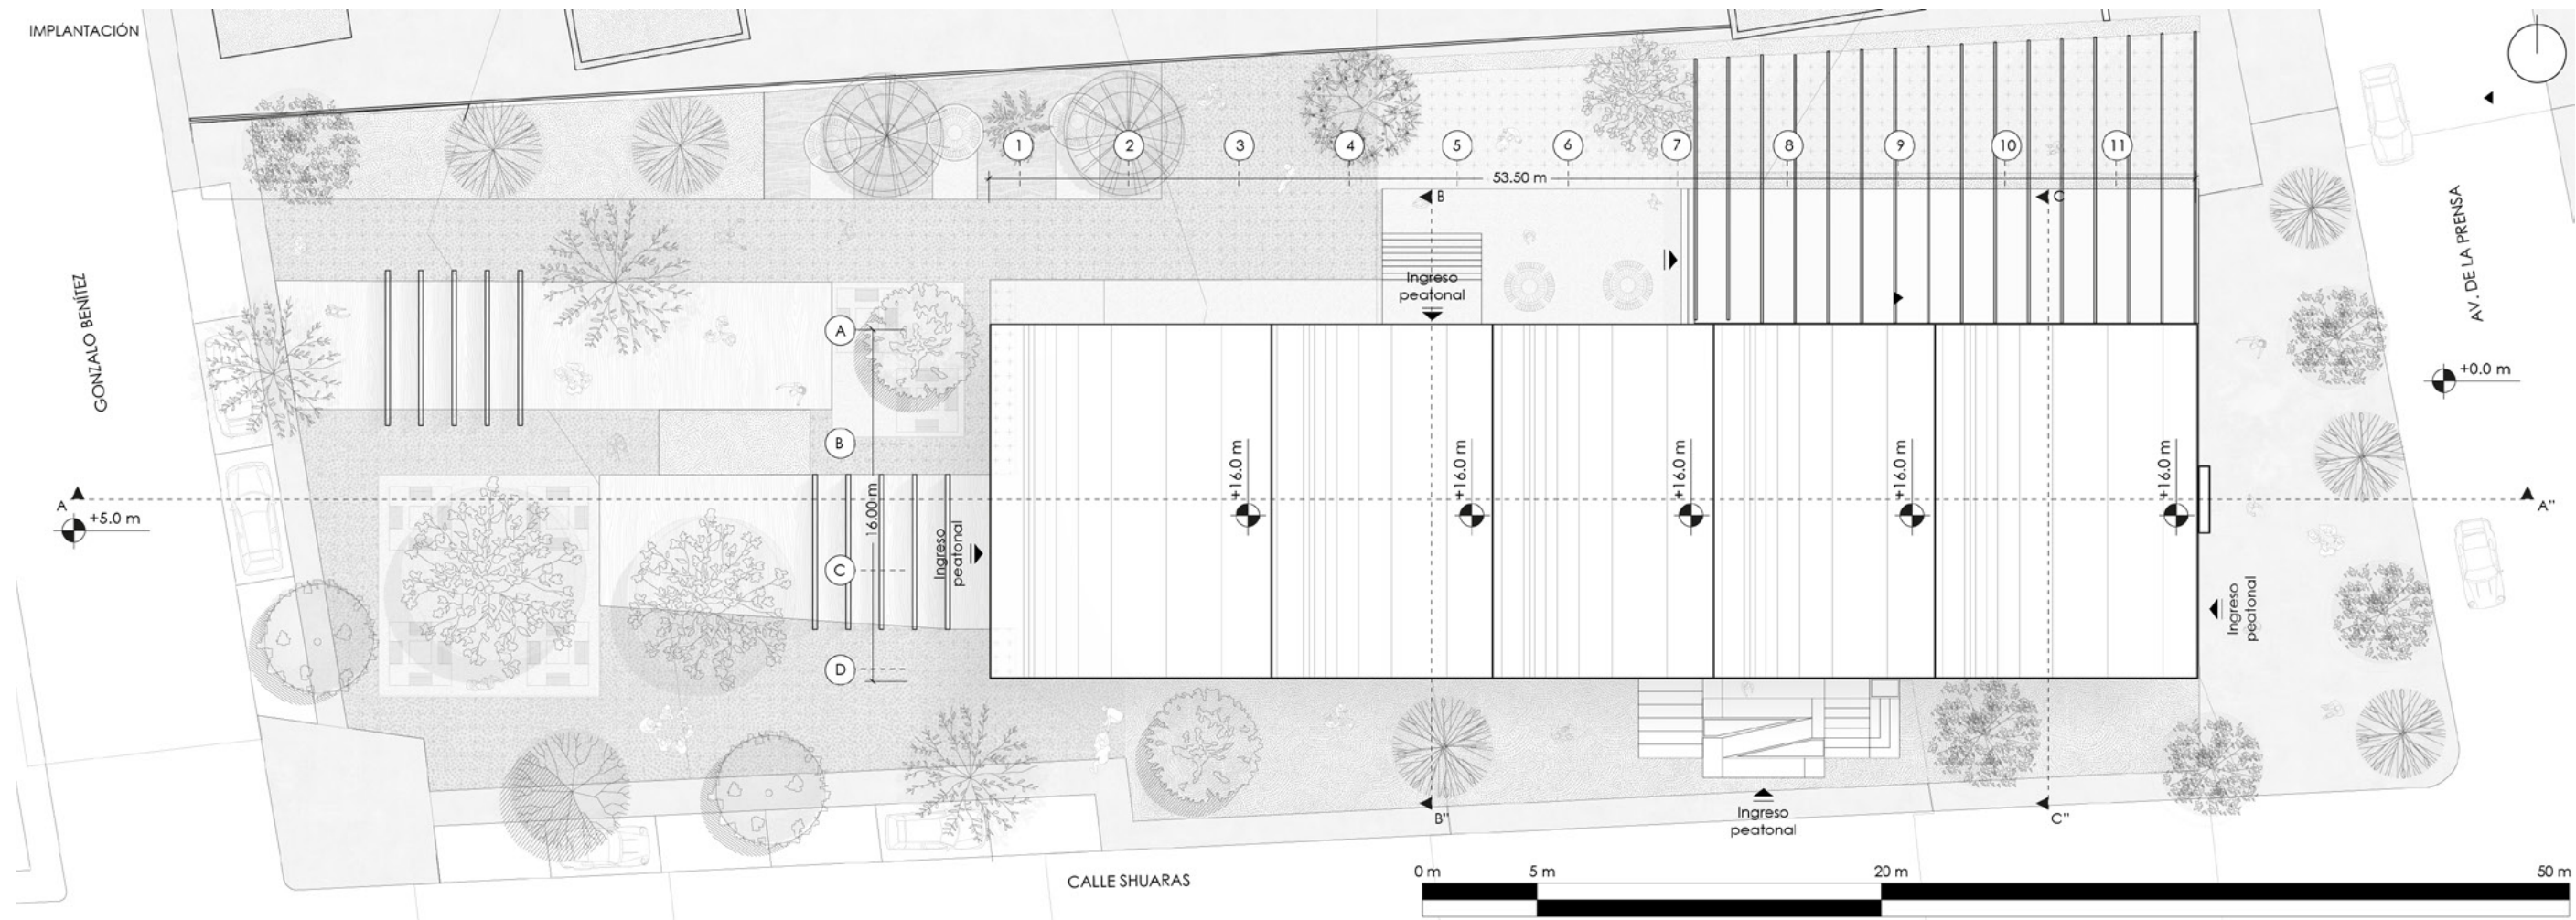 IMPLANTACIÓN
1
2
3
4
5
6
7
8
9
10
11
53.50 m
B
C
Ingreso
peatonal
GONZALO BENÍTEZ
AV. DE LA PRENSA
A
B
C
D
16.00 m
+0.0 m
+16.0 m
+16.0 m
+16.0 m
+16.0 m
+16.0 m
A
+5.0 m
A"
Ingreso
peatonal
Ingreso
peatonal
B"
Ingreso
peatonal
C"
CALLE SHUARAS
0 m
5 m
20 m
50 m